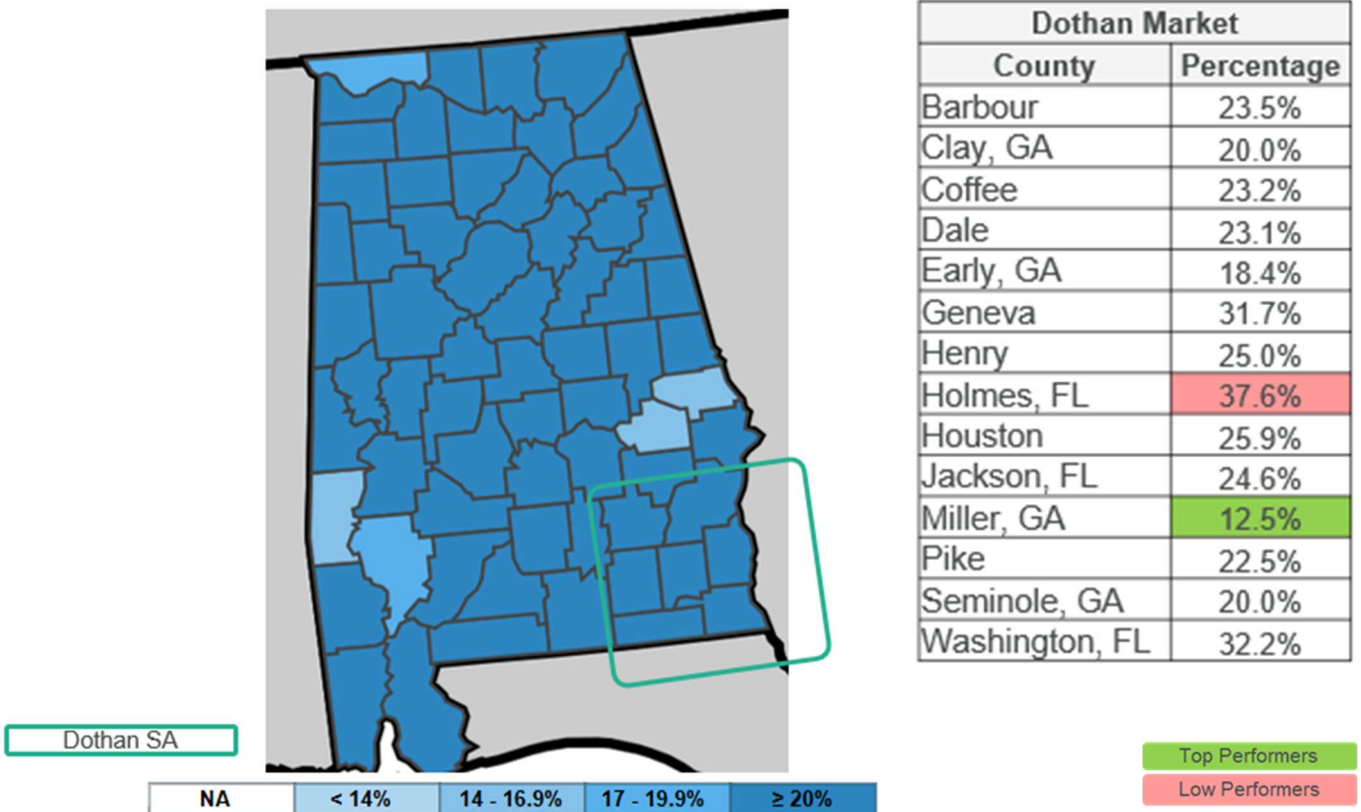 Dothan Market
County Percentage
Barbour 23.5%
Clay, GA 20.0%
Coffee 23.2%
Dale 23.1%
Early, GA 18.4%
Geneva 31.7%
Henry 25.0%
Holmes, FL 37.6%
Houston 25.9%
Jackson, FL 24.6%
Miller, GA 12.5%
Pike 22.5%
Seminole, GA 20.0%
Washington, FL 32.2%
Dothan SA
NA < 14% 14 - 16.9% 17 - 19.9% ≥ 20%
Top Performers
Low Performers